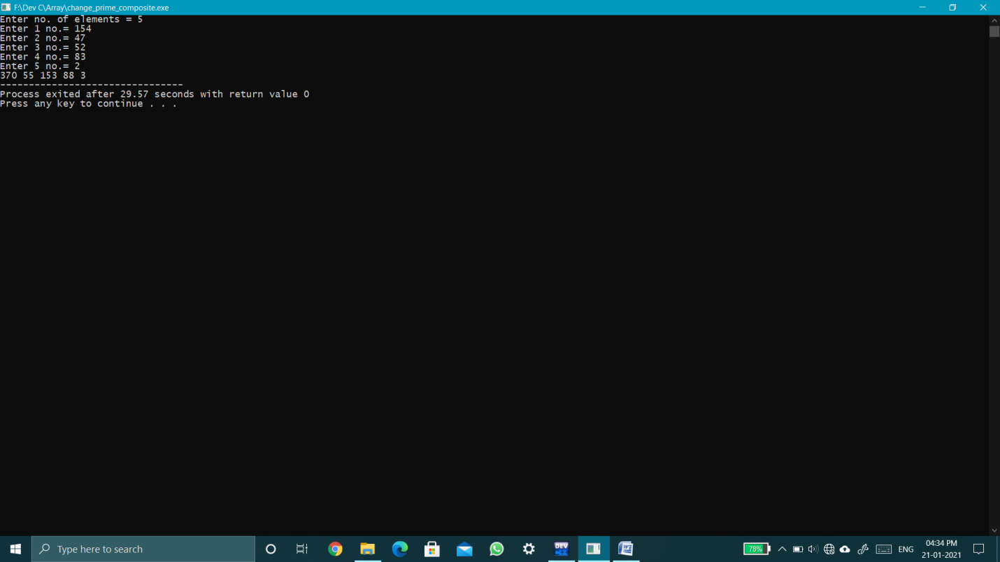 F:\Dev C\Array\change_prime_composite.exe
Enter no. of elements = 5
Enter 1 no.= 154
Enter 2 no.= 47
Enter 3 no.= 52
Enter 4 no.= 83
Enter 5 no.= 2
370 55 153 88 3
--------------------------------
Process exited after 29.57 seconds with return value 0
Press any key to continue . . .
Type here to search
DEV
78%
ENG
04:34 PM
21-01-2021